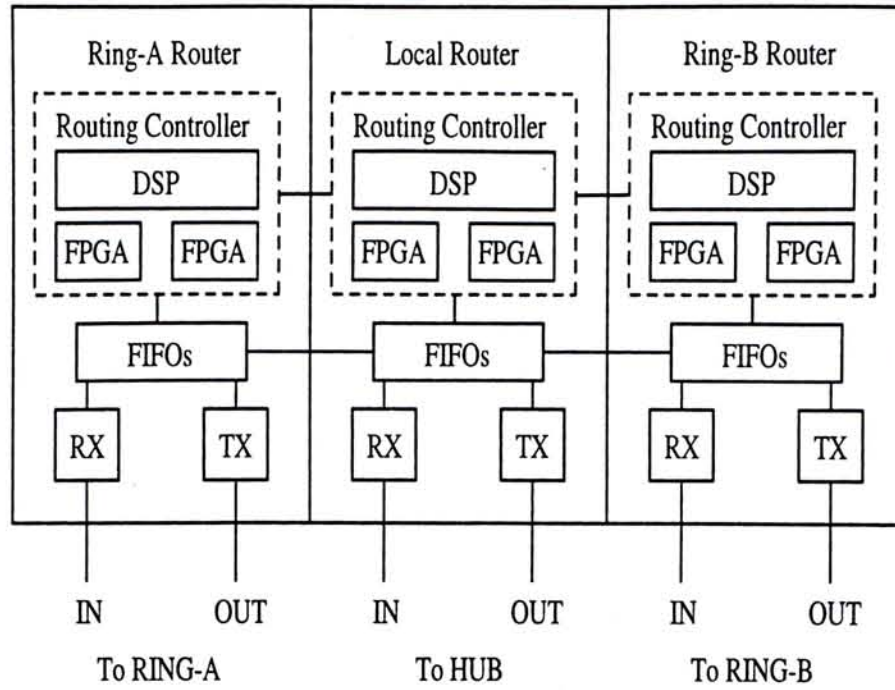 Ring-A Router Local Router Ring-B Router
Routing Controller Routing Controller Routing Controller
DSP DSP DSP
FPGA FPGA FPGA FPGA FPGA FPGA
FIFOs FIFOs FIFOs
RX TX RX TX RX TX
IN OUT IN OUT IN OUT
To RING-A To HUB To RING-B